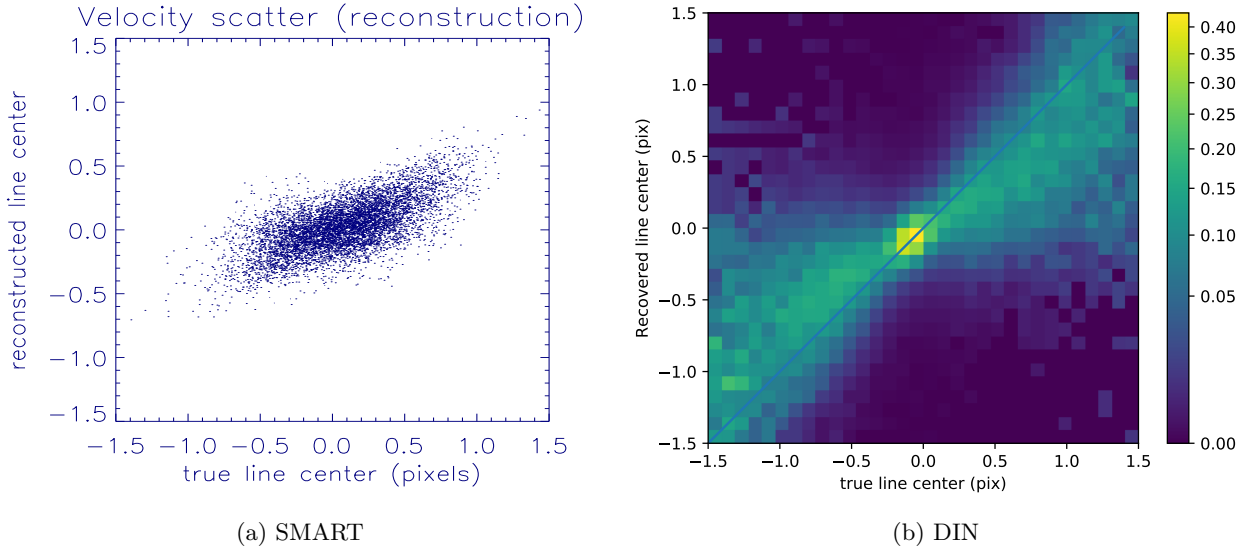 Velocity scatter (reconstruction)
1.5
1.0
0.5
0.0
−0.5
−1.0
−1.5
reconstructed line center
−1.5 −1.0 −0.5 0.0 0.5 1.0 1.5
true line center (pixels)
(a) SMART
1.5
1.0
0.5
0.0
−0.5
−1.0
−1.5
Recovered line center (pix)
−1.5 −1.0 −0.5 0.0 0.5 1.0 1.5
true line center (pix)
0.40
0.35
0.30
0.25
0.20
0.15
0.10
0.05
0.00
(b) DIN